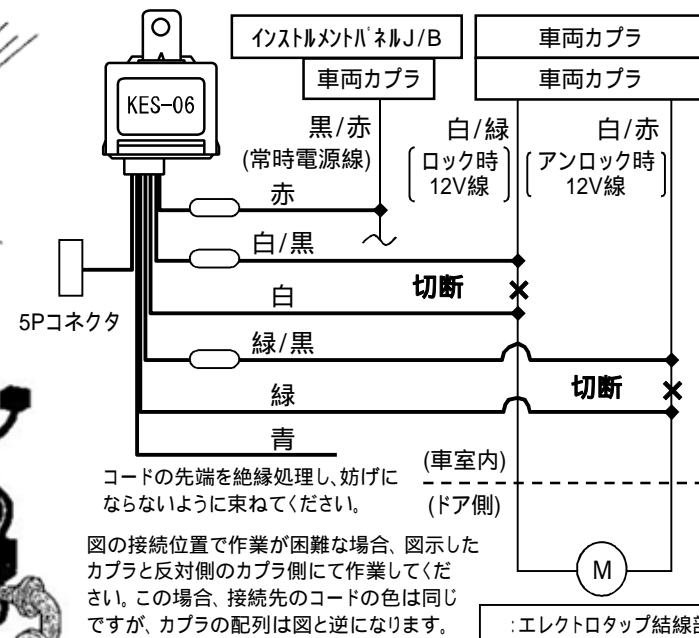 インストルメントパネルJ/B
車両カプラ
車両カプラ
車両カプラ
KES-06
黒/赤
(常時電源線)
白/緑
ロック時
12V線
白/赤
アンロック時
12V線
赤
白/黒
切断
白
5Pコネクタ
緑/黒
切断
緑
青
コードの先端を絶縁処理し、妨げに
ならないように束ねてください。
(車室内)
(ドア側)
図の接続位置で作業が困難な場合、図示した
カプラと反対側のカプラ側にて作業してくだ
さい。この場合、接続先のコードの色は同じ
ですが、カプラの配列は図と逆になります。
M
:エレクトロタップ結線